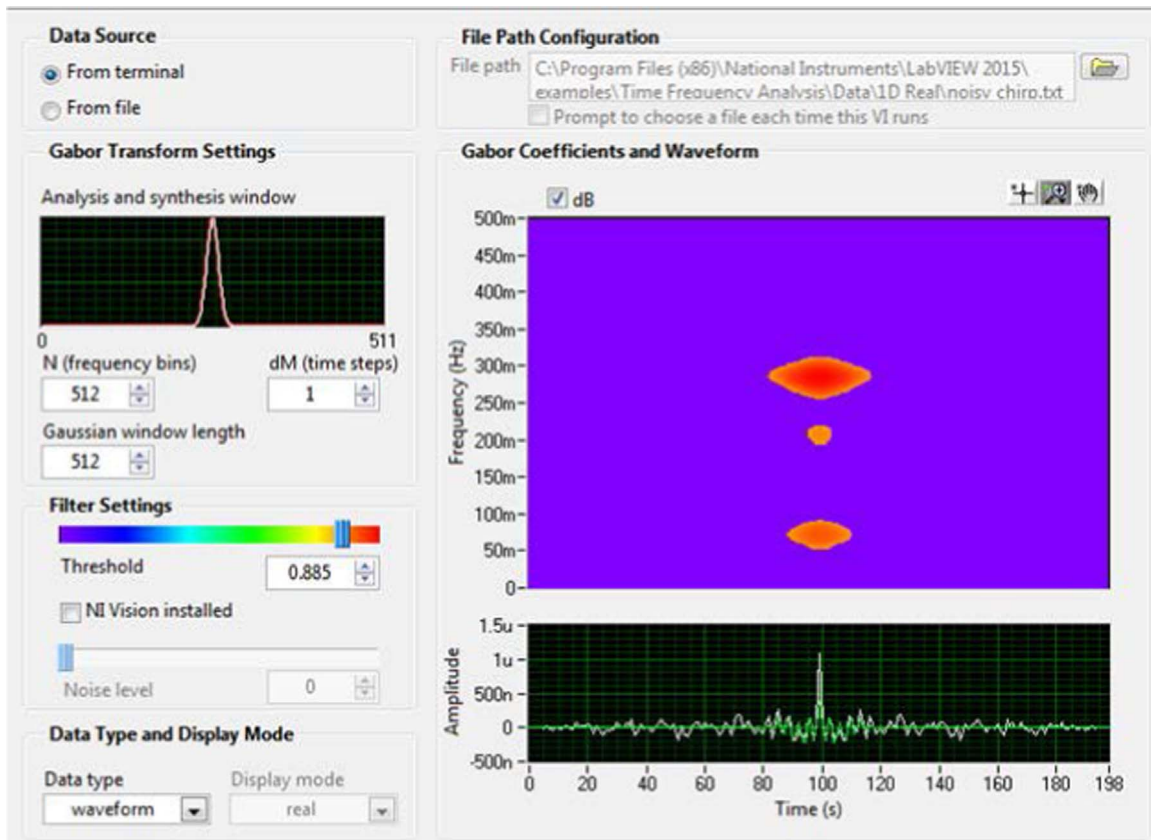 Data Source
From terminal
From file
File Path Configuration
File path
C:\Program Files (x86)\National Instruments\LabVIEW 2015\
examples\Time Frequency Analysis\Data\1D Real\noisy chirp.txt
Prompt to choose a file each time this VI runs
Gabor Transform Settings
Analysis and synthesis window
0 511
N (frequency bins) dM (time steps)
512 1
Gaussian window length
512
Filter Settings
Threshold 0.885
NI Vision installed
Noise level 0
Data Type and Display Mode
Data type Display mode
waveform real
Gabor Coefficients and Waveform
dB
Frequency (Hz)
500m
450m
400m
350m
300m
250m
200m
150m
100m
50m
0
Amplitude
1.5u
1u
500n
0
-500n
0 20 40 60 80 100 120 140 160 180 198
Time (s)